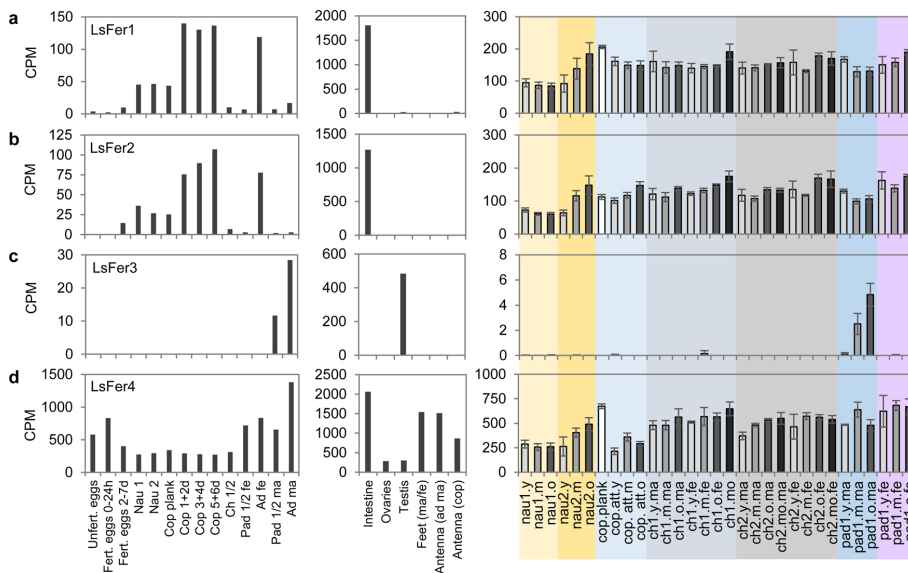 a
LsFer1
CPM
150
100
50
0
2000
1500
1000
500
0
300
200
100
0
b
LsFer2
CPM
125
100
75
50
25
0
1500
1000
500
0
300
200
100
0
c
LsFer3
CPM
30
20
10
0
600
400
200
0
8
6
4
2
0
d
LsFer4
CPM
1500
1000
500
0
2500
2000
1500
1000
500
0
1000
750
500
250
0
Unfert. eggs
Fert. eggs 0-24h
Fert. eggs 2-7d
Nau 1
Nau 2
Cop plank
Cop 1+2d
Cop 3+4d
Cop 5+6d
Ch 1/2
Pad 1/2 fe
Ad fe
Pad 1/2 ma
Ad ma
Intestine
Ovaries
Testis
Feet (ma/fe)
Antenna (ad ma)
Antenna (cop)
nau1.y
nau1.m
nau1.o
nau2.y
nau2.m
nau2.o
cop.plank
cop. att.y
cop. att.m
cop. att.o
ch1.y.ma
ch1.m.ma
ch1.o.ma
ch1.y.fe
ch1.m.fe
ch1.o.fe
ch1.mo
ch2.y.ma
ch2.m.ma
ch2.o.ma
ch2.mo.ma
ch2.y.fe
ch2.m.fe
ch2.o.fe
ch2.mo.fe
pad1.y.ma
pad1.m.ma
pad1.o.ma
pad1.y.fe
pad1.m.fe